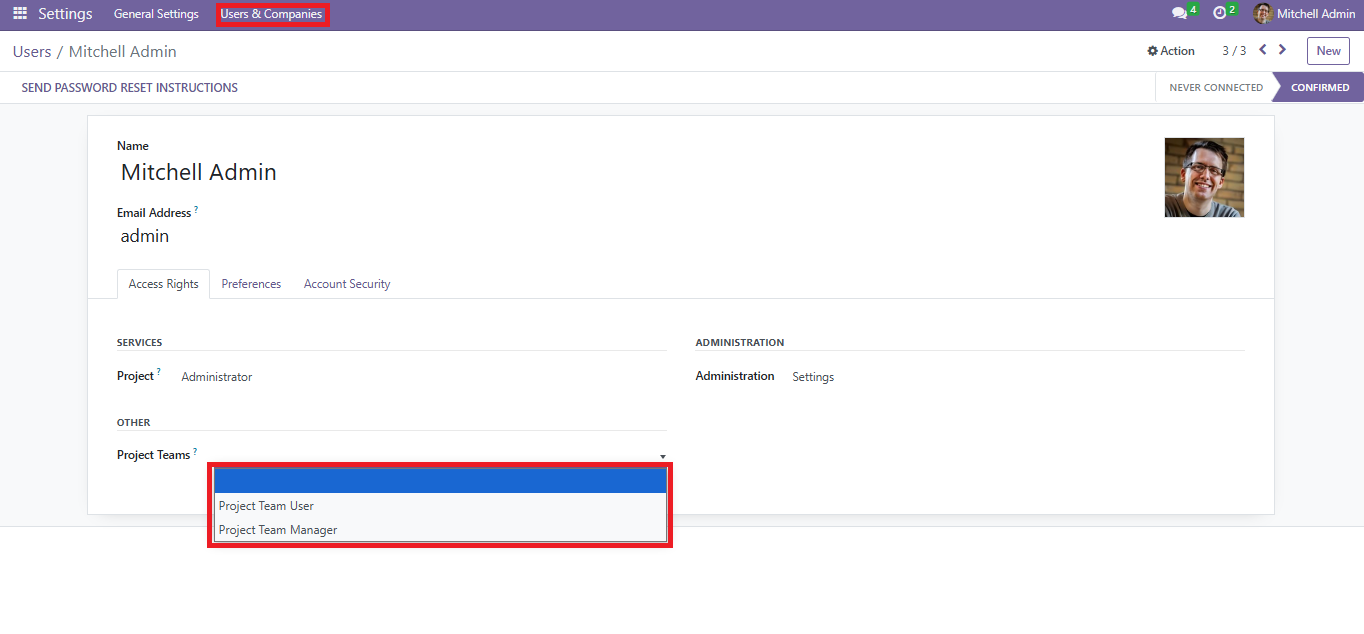 Settings General Settings Users & Companies 4 2 Mitchell Admin
Users / Mitchell Admin Action 3 / 3 New
SEND PASSWORD RESET INSTRUCTIONS NEVER CONNECTED CONFIRMED
Name
Mitchell Admin
Email Address ?
admin
Access Rights Preferences Account Security
SERVICES ADMINISTRATION
Project ? Administrator Administration Settings
OTHER
Project Teams ?
Project Team User
Project Team Manager